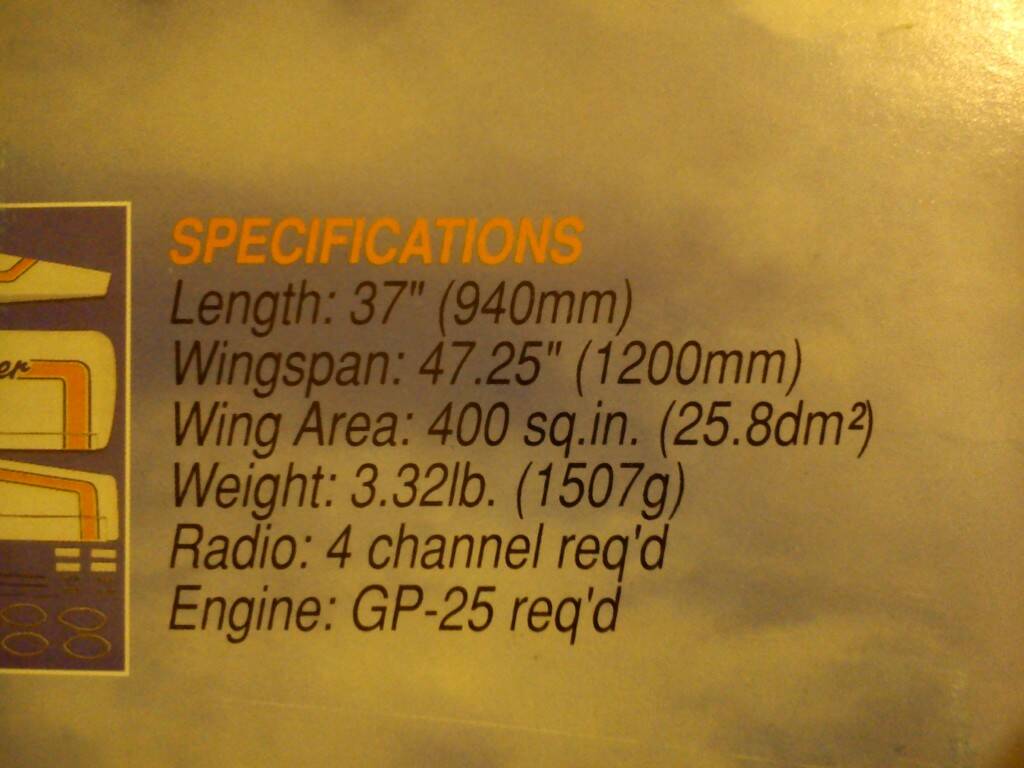 SPECIFICATIONS
Length: 37" (940mm)
Wingspan: 47.25" (1200mm)
Wing Area: 400 sq.in. (25.8dm²)
Weight: 3.32lb. (1507g)
Radio: 4 channel req'd
Engine: GP-25 req'd
er